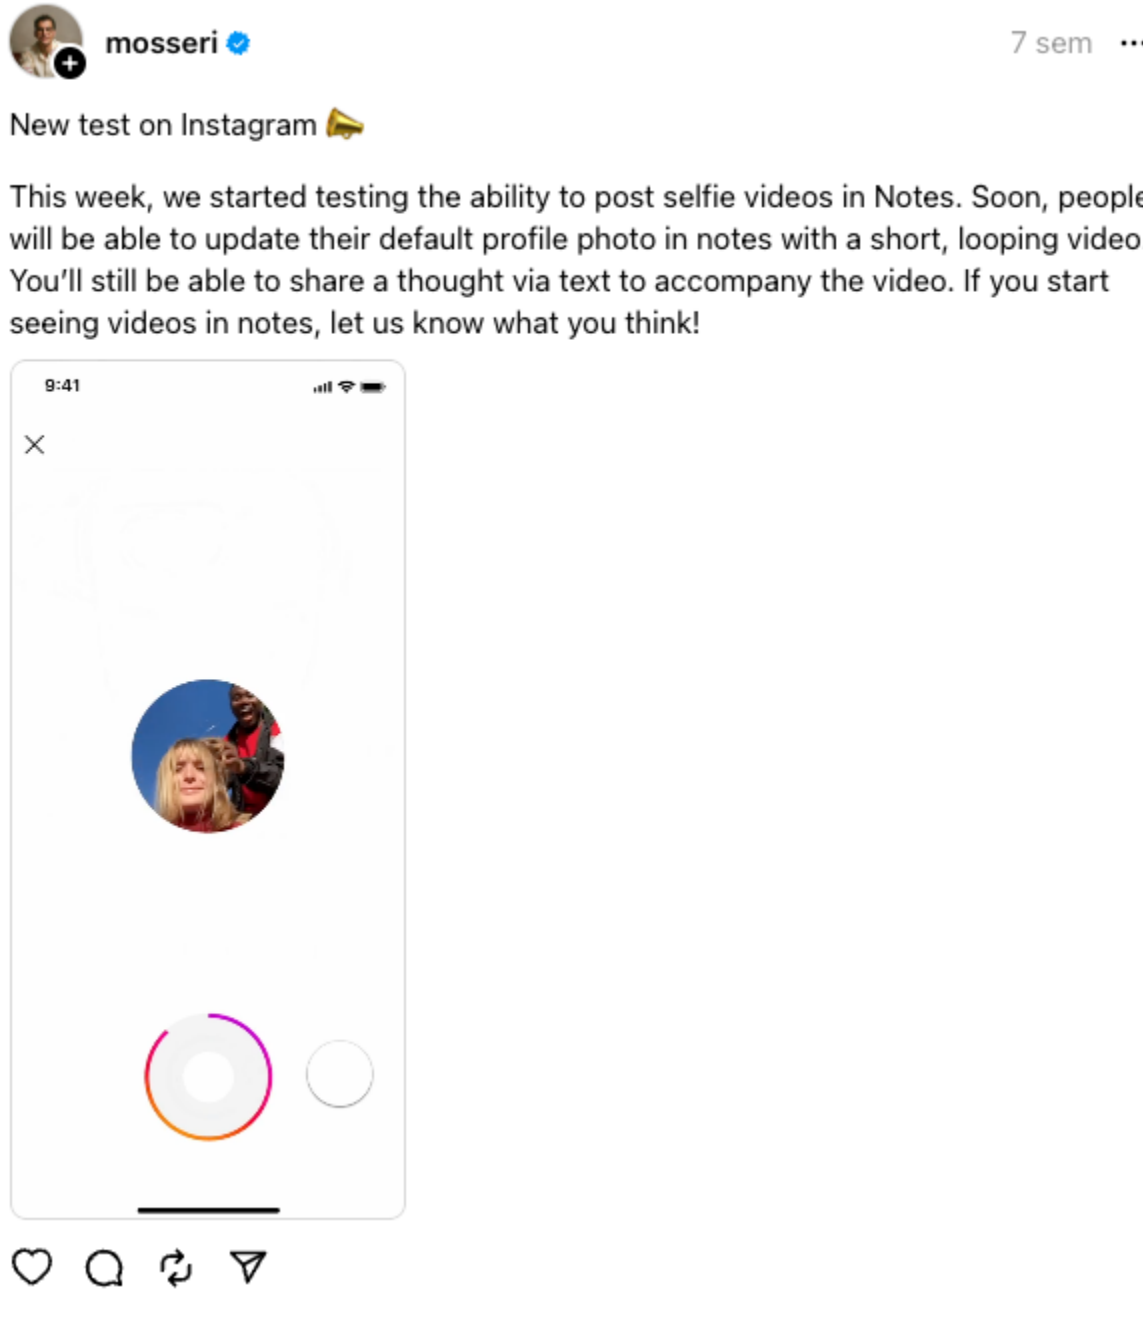 mosseri
7 sem
New test on Instagram
This week, we started testing the ability to post selfie videos in Notes. Soon, people
will be able to update their default profile photo in notes with a short, looping video
You’ll still be able to share a thought via text to accompany the video. If you start
seeing videos in notes, let us know what you think!
9:41